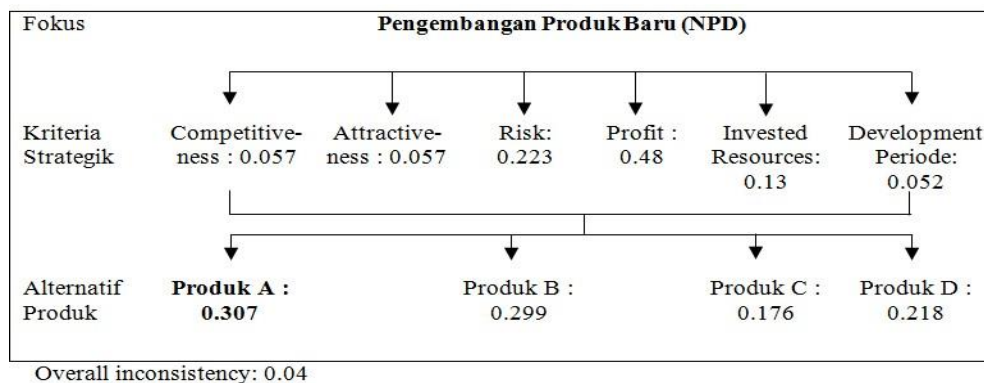 Fokus Pengembangan Produk Baru (NPD)
Kriteria Competitive- Attractive- Risk: Profit : Invested Development
Strategik ness : 0.057 ness : 0.057 0.223 0.48 Resources: Periode:
0.13 0.052
Alternatif Produk A : Produk B : Produk C : Produk D :
Produk 0.307 0.299 0.176 0.218
Overall inconsistency: 0.04